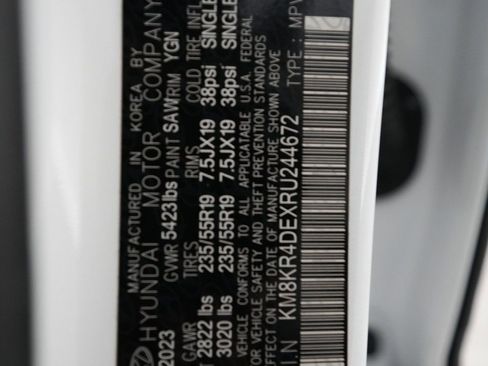 MANUFACTURED IN KOREA BY
HYUNDAI MOTOR COMPANY
2023 GVWR 5423lbs PAINT SAW TRIM YGN
GAWR TIRES RIMS COLD TIRE INFL
T 2822 lbs 235/55R19 7.5JX19 38psi SINGLE
3020 lbs 235/55R19 7.5JX19 38psi SINGLE
VEHICLE CONFORMS TO ALL APPLICABLE U.S.A. FEDERAL
VEHICLE SAFETY AND THEFT PREVENTION STANDARDS
EFFECT ON THE DATE OF MANUFACTURE SHOWN ABOVE
I.N KM8KR4DEXRU244672 TYPE : MPV